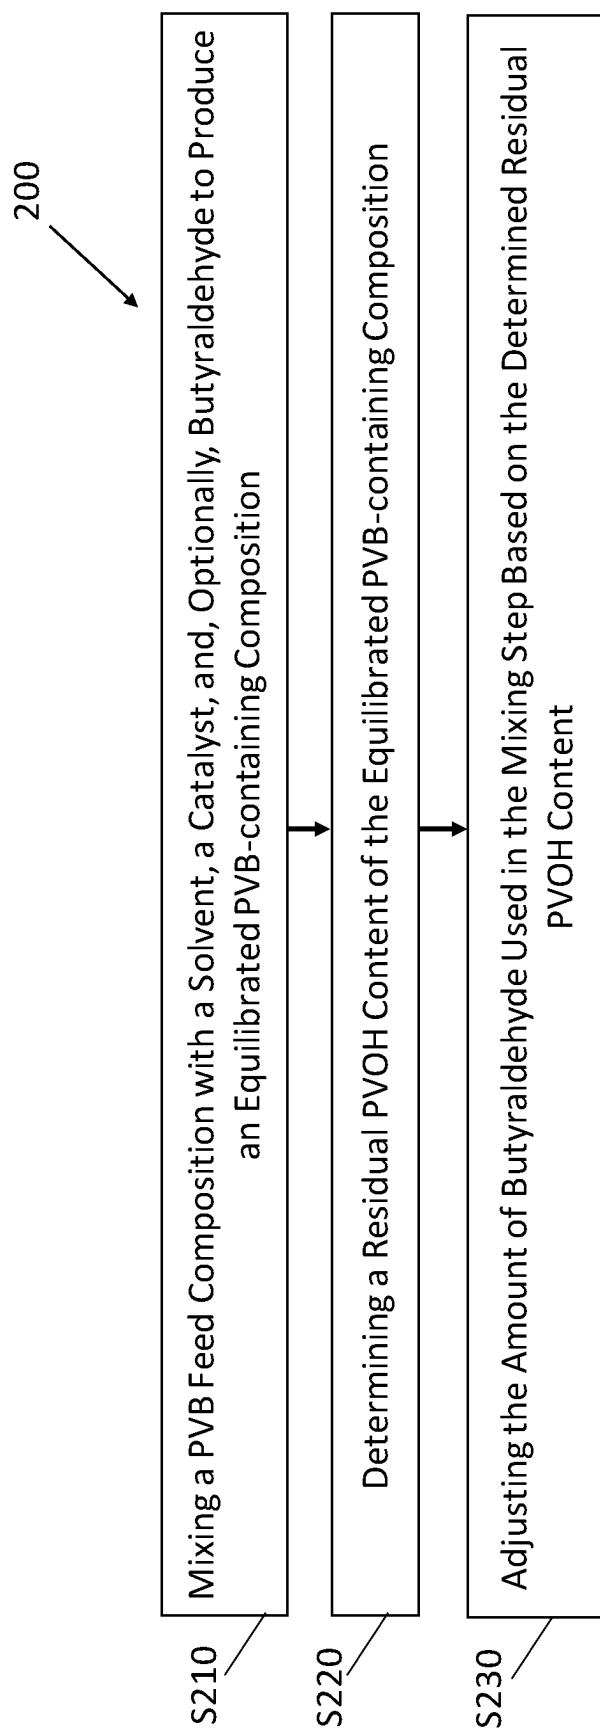 200
S210
Mixing a PVB Feed Composition with a Solvent, a Catalyst, and, Optionally, Butyraldehyde to Produce
an Equilibrated PVB-containing Composition
S220
Determining a Residual PVOH Content of the Equilibrated PVB-containing Composition
S230
Adjusting the Amount of Butyraldehyde Used in the Mixing Step Based on the Determined Residual
PVOH Content